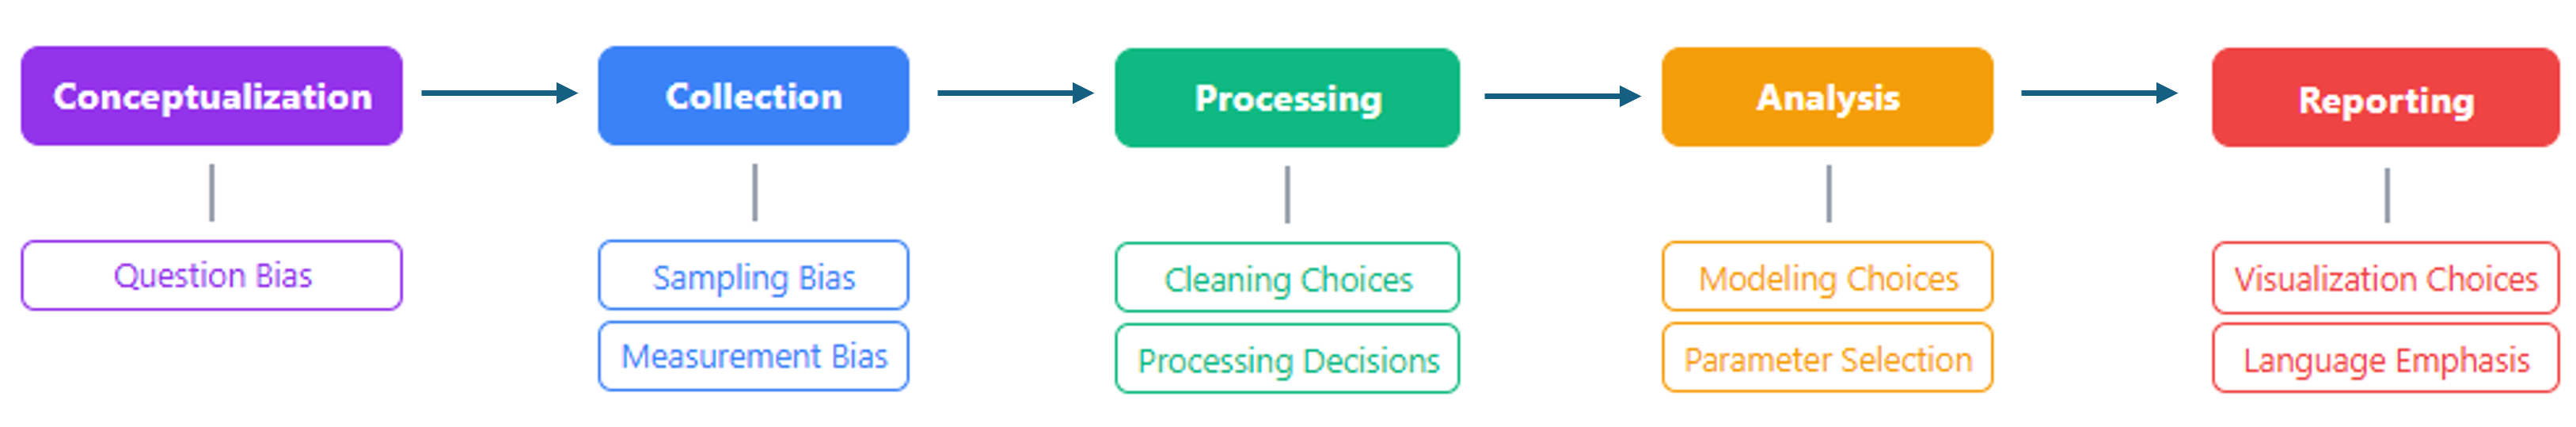 Conceptualization
Collection
Processing
Analysis
Reporting
Question Bias
Sampling Bias
Measurement Bias
Cleaning Choices
Processing Decisions
Modeling Choices
Parameter Selection
Visualization Choices
Language Emphasis